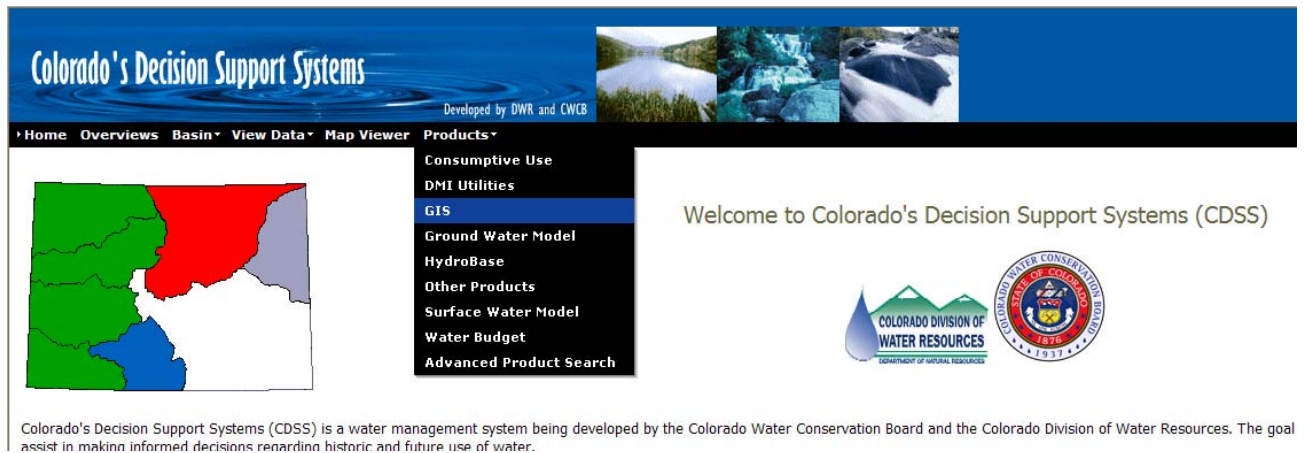 Colorado's Decision Support Systems
Developed by DWR and CWCB
Home Overviews Basin View Data Map Viewer Products
Consumptive Use
DMI Utilities
GIS
Ground Water Model
HydroBase
Other Products
Surface Water Model
Water Budget
Advanced Product Search
Welcome to Colorado's Decision Support Systems (CDSS)
COLORADO DIVISION OF
WATER RESOURCES
DEPARTMENT OF NATURAL RESOURCES
COLORADO WATER CONSERVATION BOARD
STATE OF COLORADO
1876
1937
Colorado's Decision Support Systems (CDSS) is a water management system being developed by the Colorado Water Conservation Board and the Colorado Division of Water Resources. The goal
assist in making informed decisions regarding historic and future use of water.